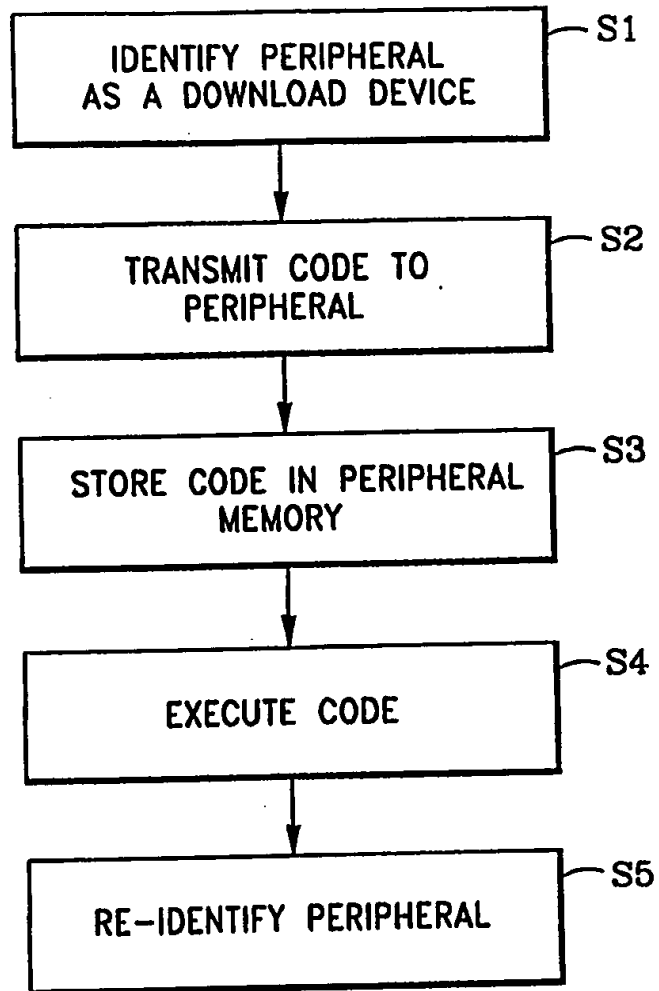 IDENTIFY PERIPHERAL
AS A DOWNLOAD DEVICE
S1
TRANSMIT CODE TO
PERIPHERAL
S2
STORE CODE IN PERIPHERAL
MEMORY
S3
EXECUTE CODE
S4
RE-IDENTIFY PERIPHERAL
S5